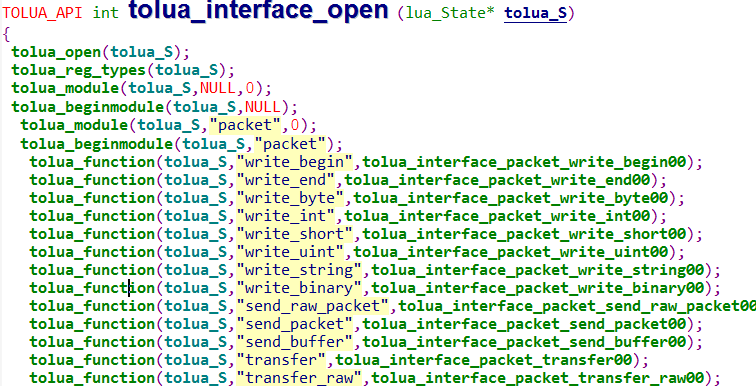 TOLUA_API int tolua_interface_open (lua_State* tolua_S)
{
tolua_open(tolua_S);
tolua_reg_types(tolua_S);
tolua_module(tolua_S,NULL,0);
tolua_beginmodule(tolua_S,NULL);
tolua_module(tolua_S,"packet",0);
tolua_beginmodule(tolua_S,"packet");
tolua_function(tolua_S,"write_begin",tolua_interface_packet_write_begin00);
tolua_function(tolua_S,"write_end",tolua_interface_packet_write_end00);
tolua_function(tolua_S,"write_byte",tolua_interface_packet_write_byte00);
tolua_function(tolua_S,"write_int",tolua_interface_packet_write_int00);
tolua_function(tolua_S,"write_short",tolua_interface_packet_write_short00);
tolua_function(tolua_S,"write_uint",tolua_interface_packet_write_uint00);
tolua_function(tolua_S,"write_string",tolua_interface_packet_write_string00);
tolua_function(tolua_S,"write_binary",tolua_interface_packet_write_binary00);
tolua_function(tolua_S,"send_raw_packet",tolua_interface_packet_send_raw_packet00
tolua_function(tolua_S,"send_packet",tolua_interface_packet_send_packet00);
tolua_function(tolua_S,"send_buffer",tolua_interface_packet_send_buffer00);
tolua_function(tolua_S,"transfer",tolua_interface_packet_transfer00);
tolua_function(tolua_S,"transfer_raw",tolua_interface_packet_transfer_raw00);